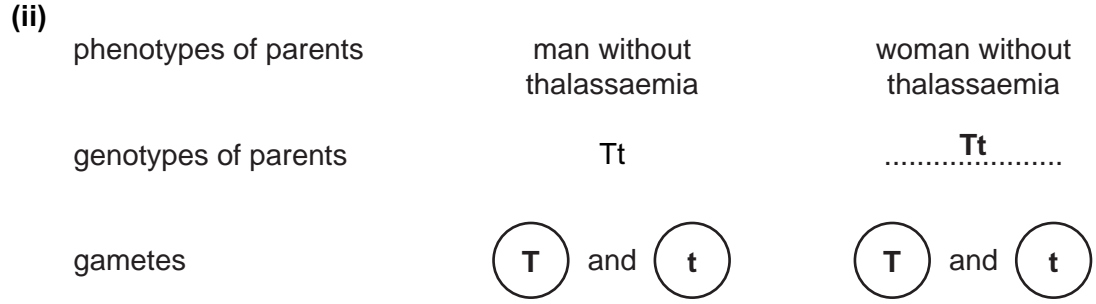 (ii)
phenotypes of parents man without thalassaemia woman without thalassaemia
genotypes of parents Tt Tt
gametes T and t T and t